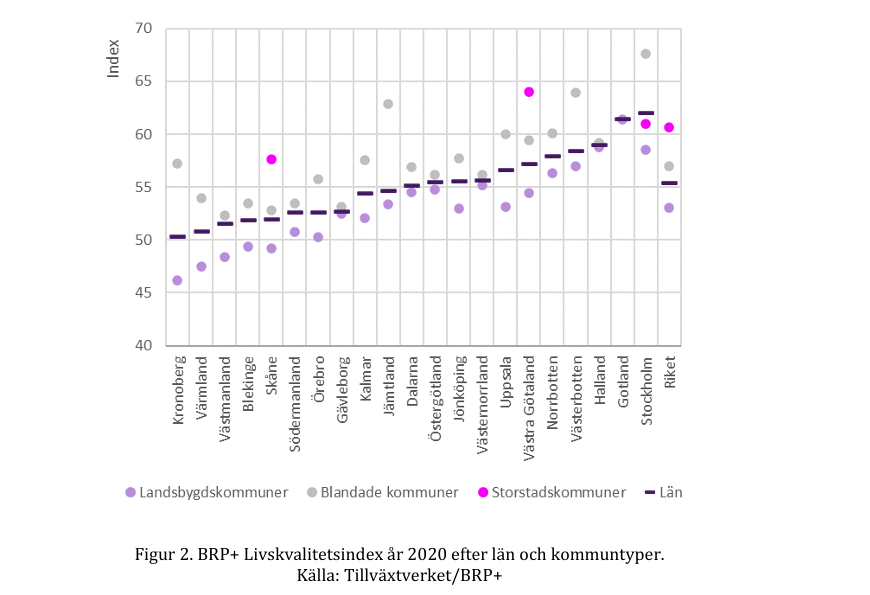 70
65
60
55
50
45
40
Index
Kronoberg
Värmland
Västmanland
Blekinge
Skåne
Södermanland
Örebro
Gävleborg
Kalmar
Jämtland
Dalarna
Östergötland
Jönköping
Västernorrland
Uppsala
Västra Götaland
Norrbotten
Västerbotten
Halland
Gotland
Stockholm
Riket
Landsbygdskommuner Blandade kommuner Storstadskommuner Län
Figur 2. BRP+ Livskvalitetsindex år 2020 efter län och kommuntyper.
Källa: Tillväxtverket/BRP+